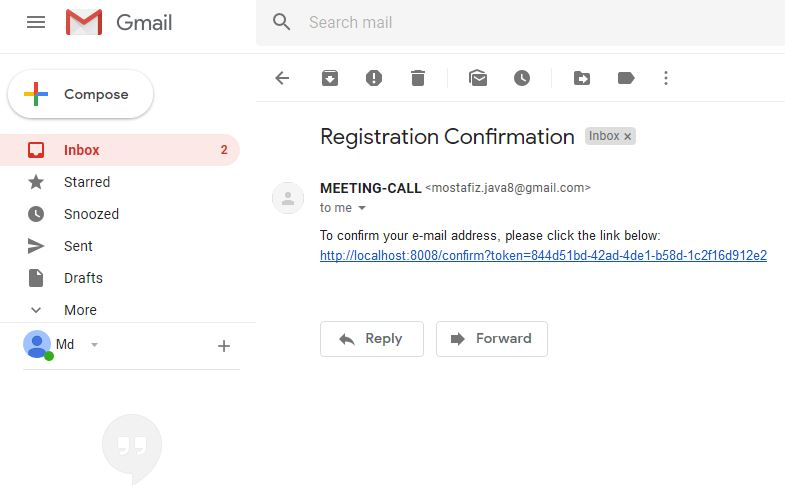 Gmail
Search mail
Compose
Inbox 2
Starred
Snoozed
Sent
Drafts
More
Md
Registration Confirmation Inbox x
MEETING-CALL <mostafiz.java8@gmail.com>
to me
To confirm your e-mail address, please click the link below:
http://localhost:8008/confirm?token=844d51bd-42ad-4de1-b58d-1c2f16d912e2
Reply Forward